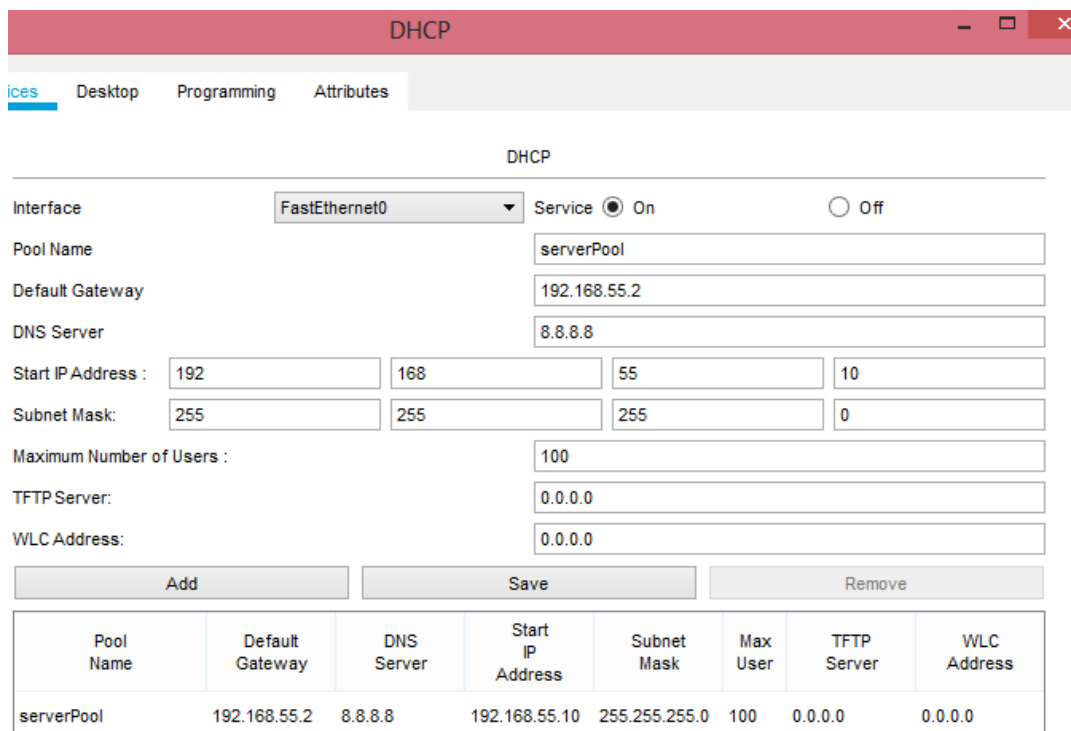 DHCP
ices Desktop Programming Attributes
DHCP
Interface FastEthernet0 Service On Off
Pool Name serverPool
Default Gateway 192.168.55.2
DNS Server 8.8.8.8
Start IP Address : 192 168 55 10
Subnet Mask: 255 255 255 0
Maximum Number of Users : 100
TFTP Server: 0.0.0.0
WLC Address: 0.0.0.0
Add Save Remove
Pool Name Default Gateway DNS Server Start IP Address Subnet Mask Max User TFTP Server WLC Address
serverPool 192.168.55.2 8.8.8.8 192.168.55.10 255.255.255.0 100 0.0.0.0 0.0.0.0